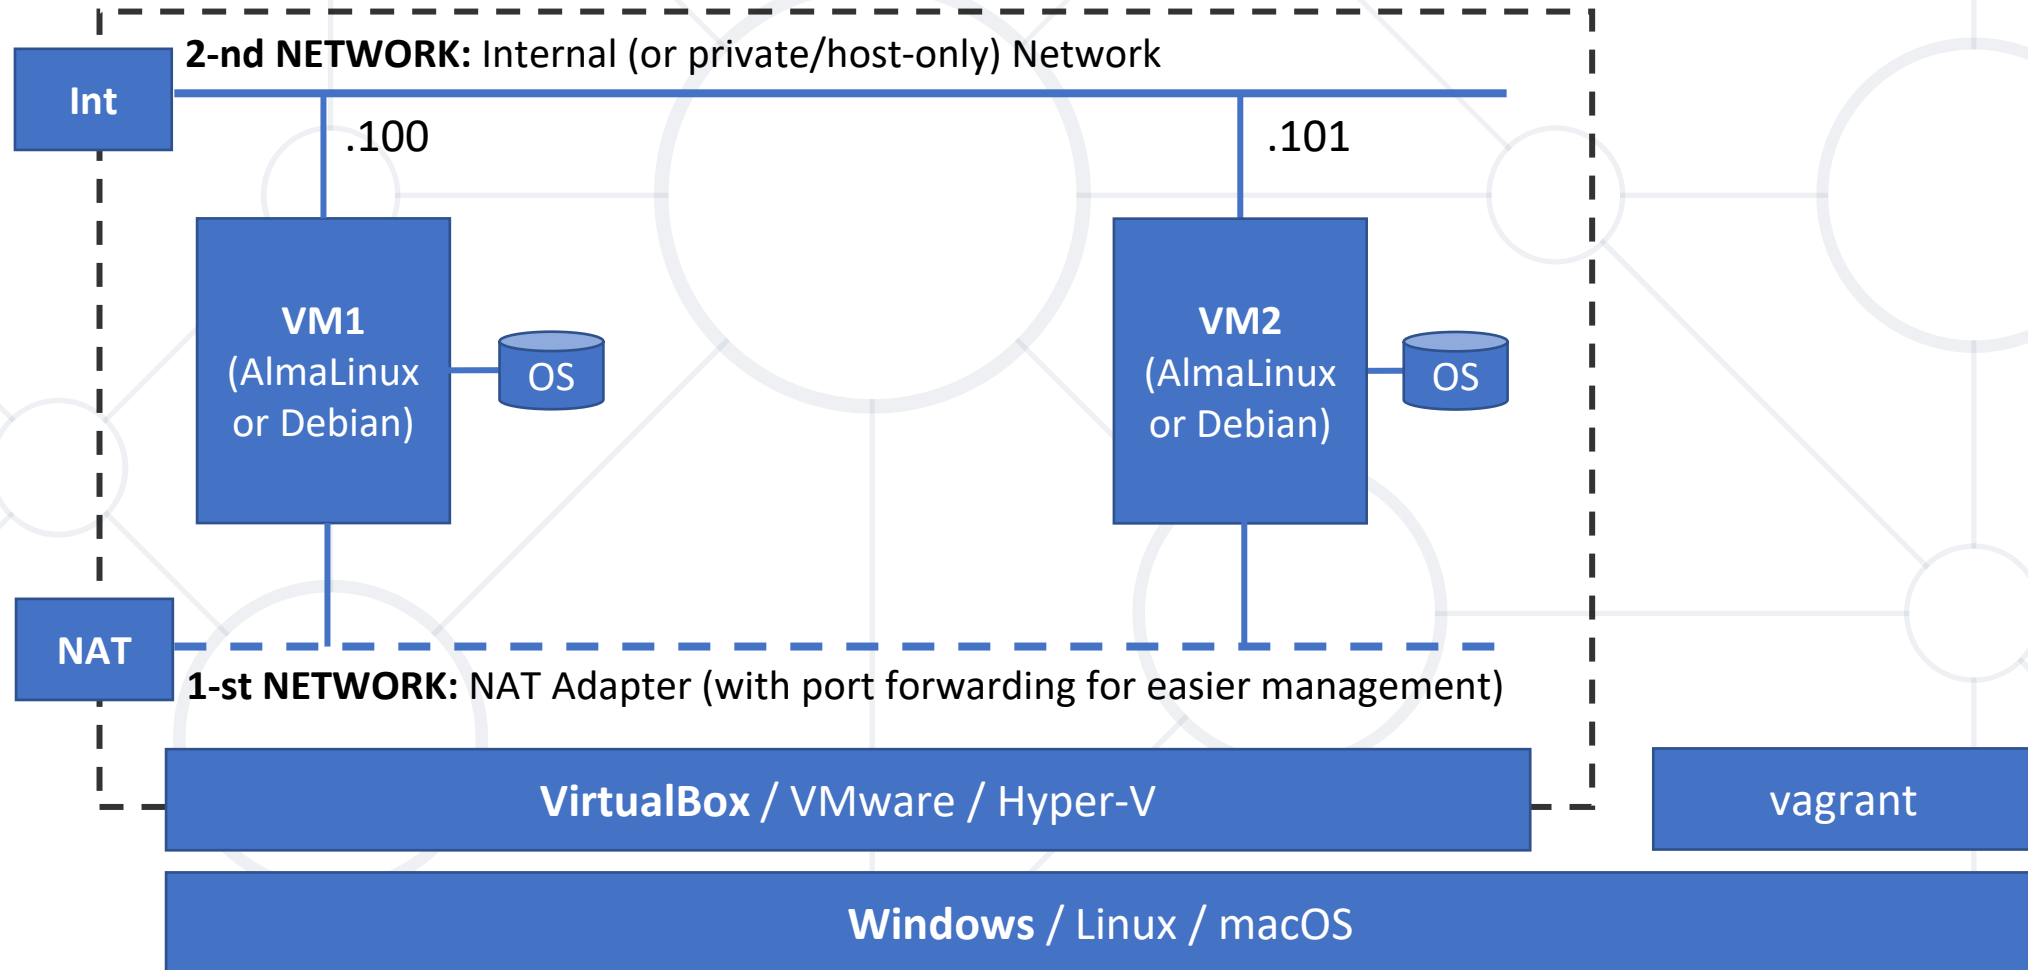 2-nd NETWORK: Internal (or private/host-only) Network
Int
.100
.101
VM1
(AlmaLinux
or Debian)
OS
VM2
(AlmaLinux
or Debian)
OS
NAT
1-st NETWORK: NAT Adapter (with port forwarding for easier management)
VirtualBox / VMware / Hyper-V
vagrant
Windows / Linux / macOS